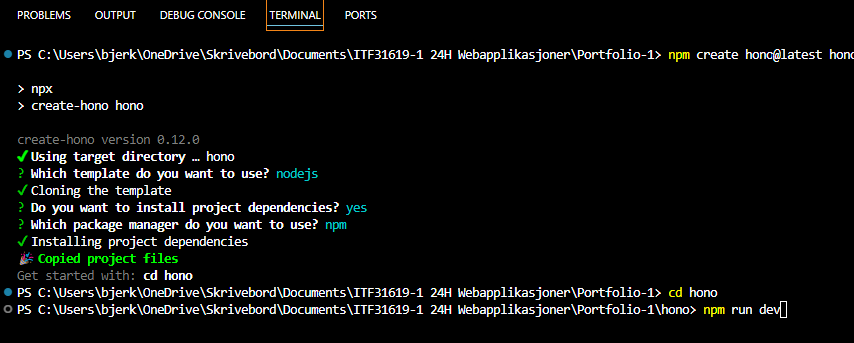 PROBLEMS OUTPUT DEBUG CONSOLE TERMINAL PORTS
PS C:\Users\bjerk\OneDrive\Skrivebord\Documents\ITF31619-1 24H Webapplikasjoner\Portfolio-1> npm create hono@latest hono
> npx
> create-hono hono
create-hono version 0.12.0
✔ Using target directory … hono
? Which template do you want to use? nodejs
✓ Cloning the template
? Do you want to install project dependencies? yes
? Which package manager do you want to use? npm
✓ Installing project dependencies
🎉 Copied project files
Get started with: cd hono
PS C:\Users\bjerk\OneDrive\Skrivebord\Documents\ITF31619-1 24H Webapplikasjoner\Portfolio-1> cd hono
PS C:\Users\bjerk\OneDrive\Skrivebord\Documents\ITF31619-1 24H Webapplikasjoner\Portfolio-1\hono> npm run dev